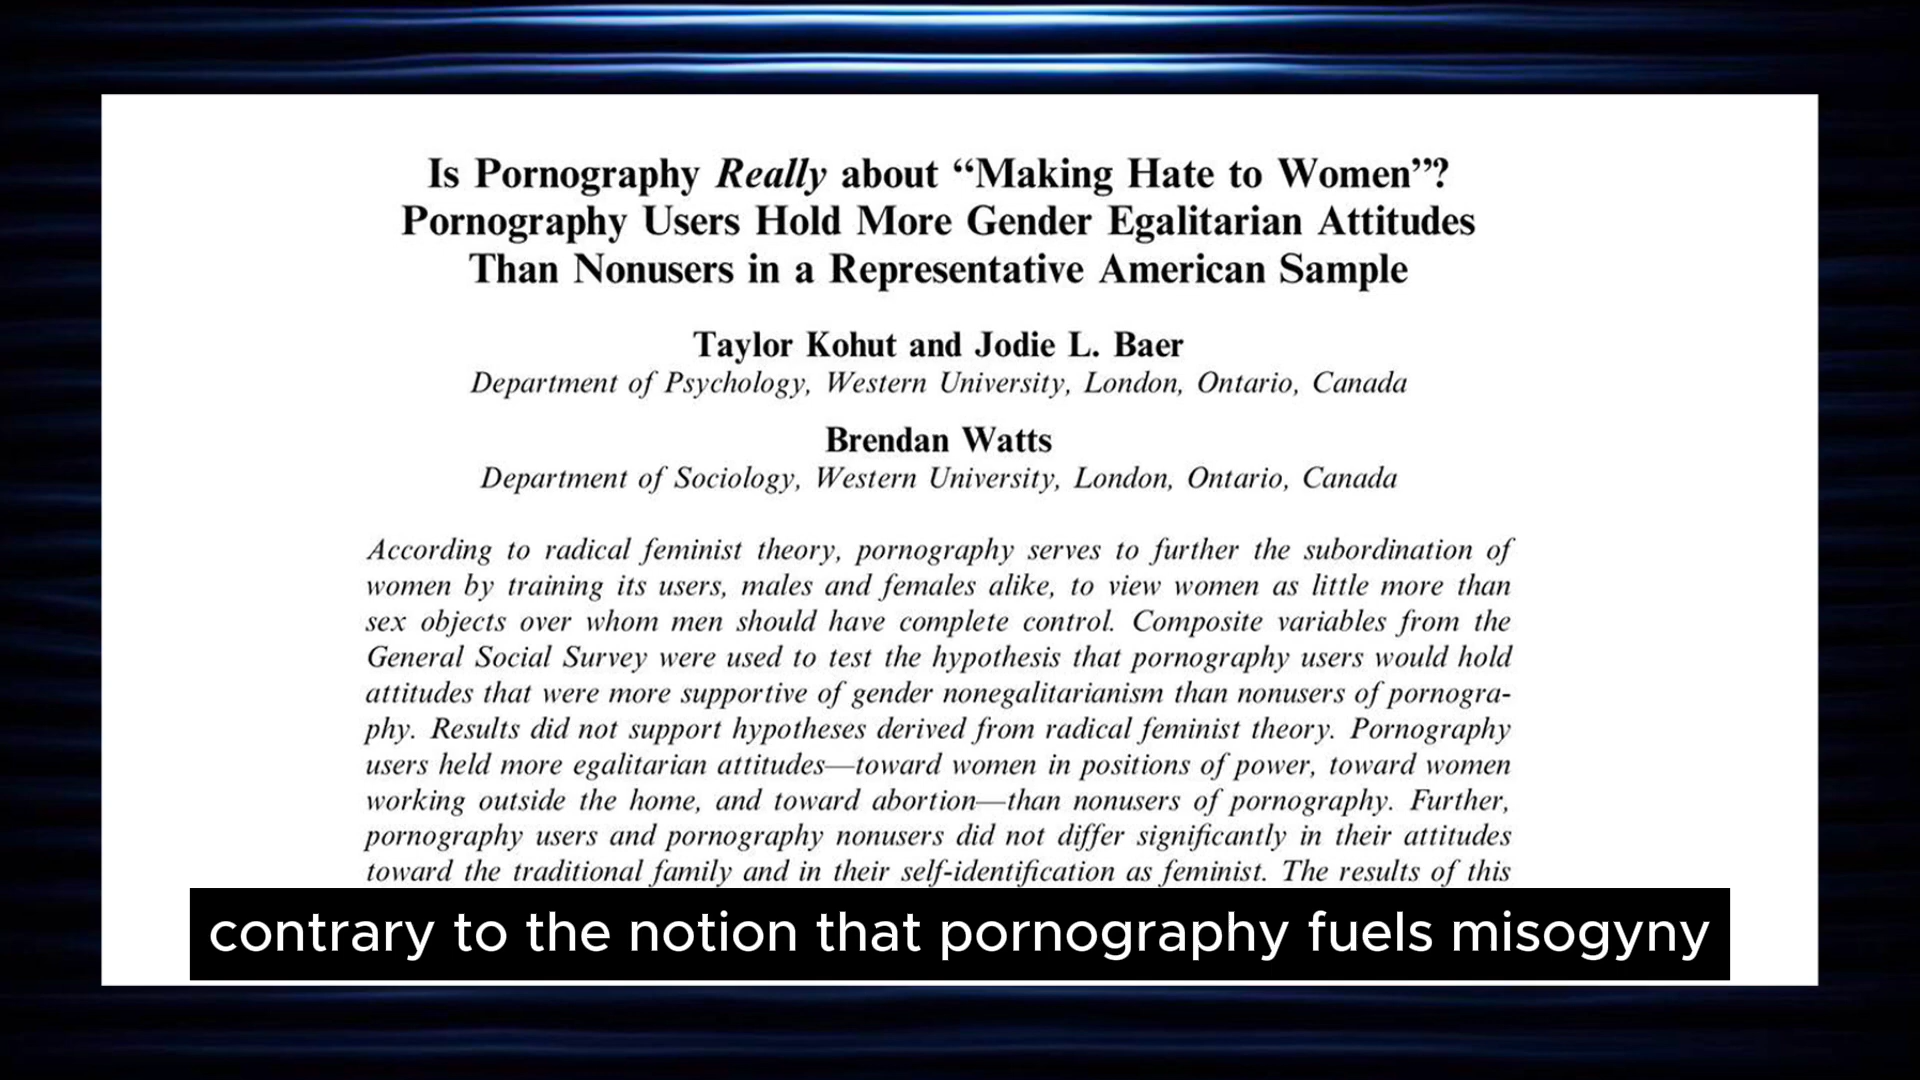 Is Pornography Really about “Making Hate to Women”?
Pornography Users Hold More Gender Egalitarian Attitudes
Than Nonusers in a Representative American Sample
Taylor Kohut and Jodie L. Baer
Department of Psychology, Western University, London, Ontario, Canada
Brendan Watts
Department of Sociology, Western University, London, Ontario, Canada
According to radical feminist theory, pornography serves to further the subordination of
women by training its users, males and females alike, to view women as little more than
sex objects over whom men should have complete control. Composite variables from the
General Social Survey were used to test the hypothesis that pornography users would hold
attitudes that were more supportive of gender nonegalitarianism than nonusers of pornogra-
phy. Results did not support hypotheses derived from radical feminist theory. Pornography
users held more egalitarian attitudes—toward women in positions of power, toward women
working outside the home, and toward abortion—than nonusers of pornography. Further,
pornography users and pornography nonusers did not differ significantly in their attitudes
toward the traditional family and in their self-identification as feminist. The results of this
contrary to the notion that pornography fuels misogyny